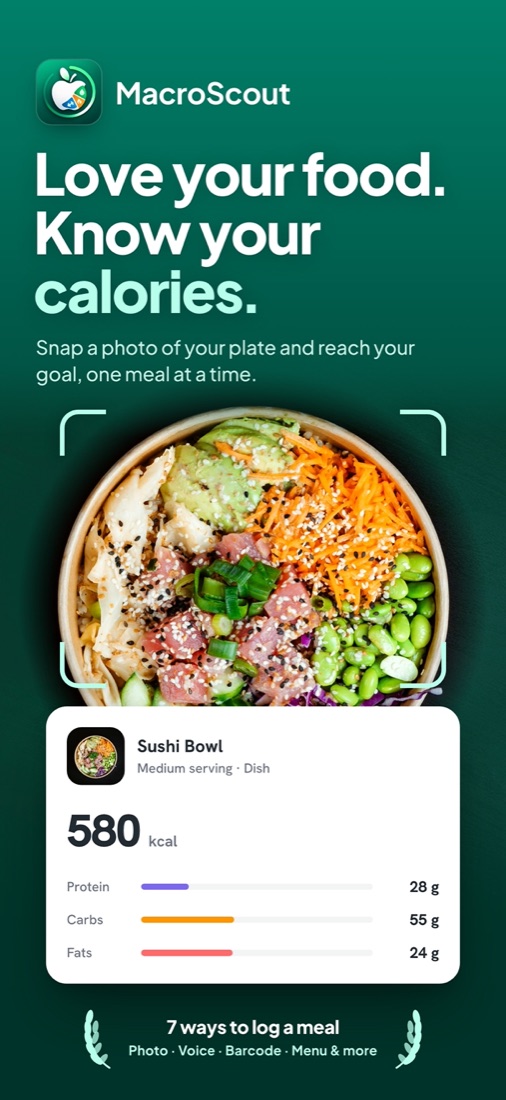 MacroScout
Love your food.
Know your
calories.
Snap a photo of your plate and reach your
goal, one meal at a time.
Sushi Bowl
Medium serving · Dish
580 kcal
Protein 28 g
Carbs 55 g
Fats 24 g
7 ways to log a meal
Photo · Voice · Barcode · Menu & more